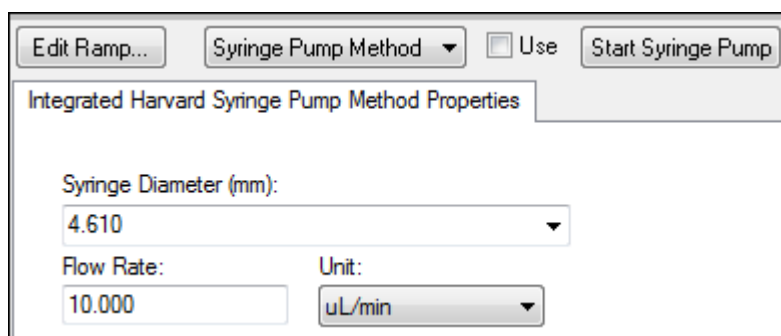 Edit Ramp... Syringe Pump Method Use Start Syringe Pump
Integrated Harvard Syringe Pump Method Properties
Syringe Diameter (mm):
4.610
Flow Rate: Unit:
10.000 uL/min